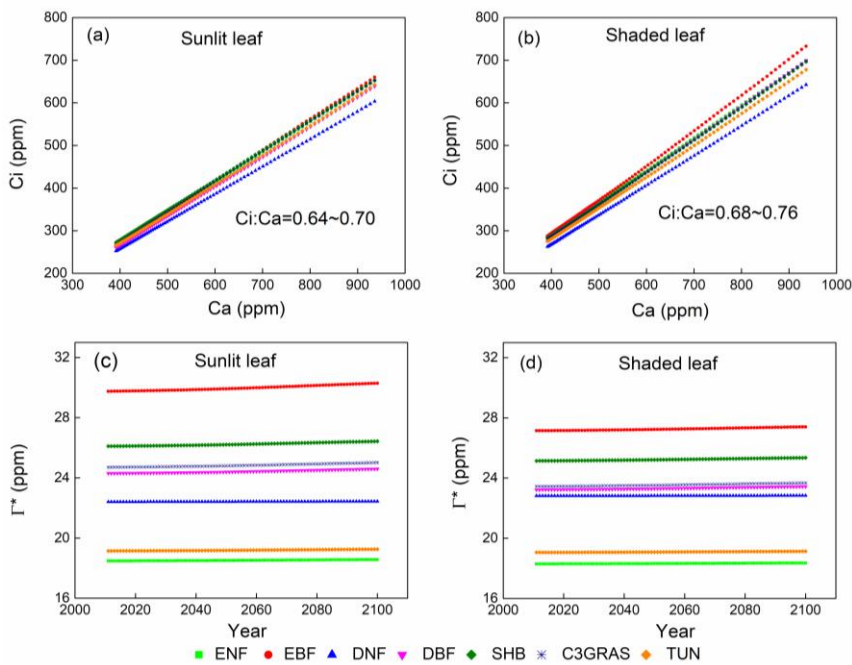 (a) Sunlit leaf
800
700
600
500
400
300
200
Ci (ppm)
Ci:Ca=0.64~0.70
300 400 500 600 700 800 900 1000
Ca (ppm)
(b) Shaded leaf
800
700
600
500
400
300
200
Ci (ppm)
Ci:Ca=0.68~0.76
300 400 500 600 700 800 900 1000
Ca (ppm)
(c) Sunlit leaf
32
28
24
20
16
Γ* (ppm)
2000 2020 2040 2060 2080 2100
Year
(d) Shaded leaf
32
28
24
20
16
Γ* (ppm)
2000 2020 2040 2060 2080 2100
Year
ENF EBF DNF DBF SHB C3GRAS TUN